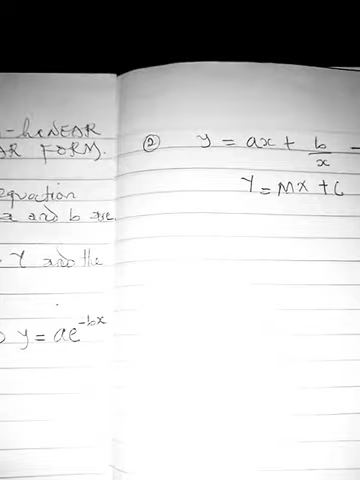 -LINEAR
AR FORM.
equation
a and b are
Y and the
y = ae^-bx
② y = ax + b/x -
Y = MX + C